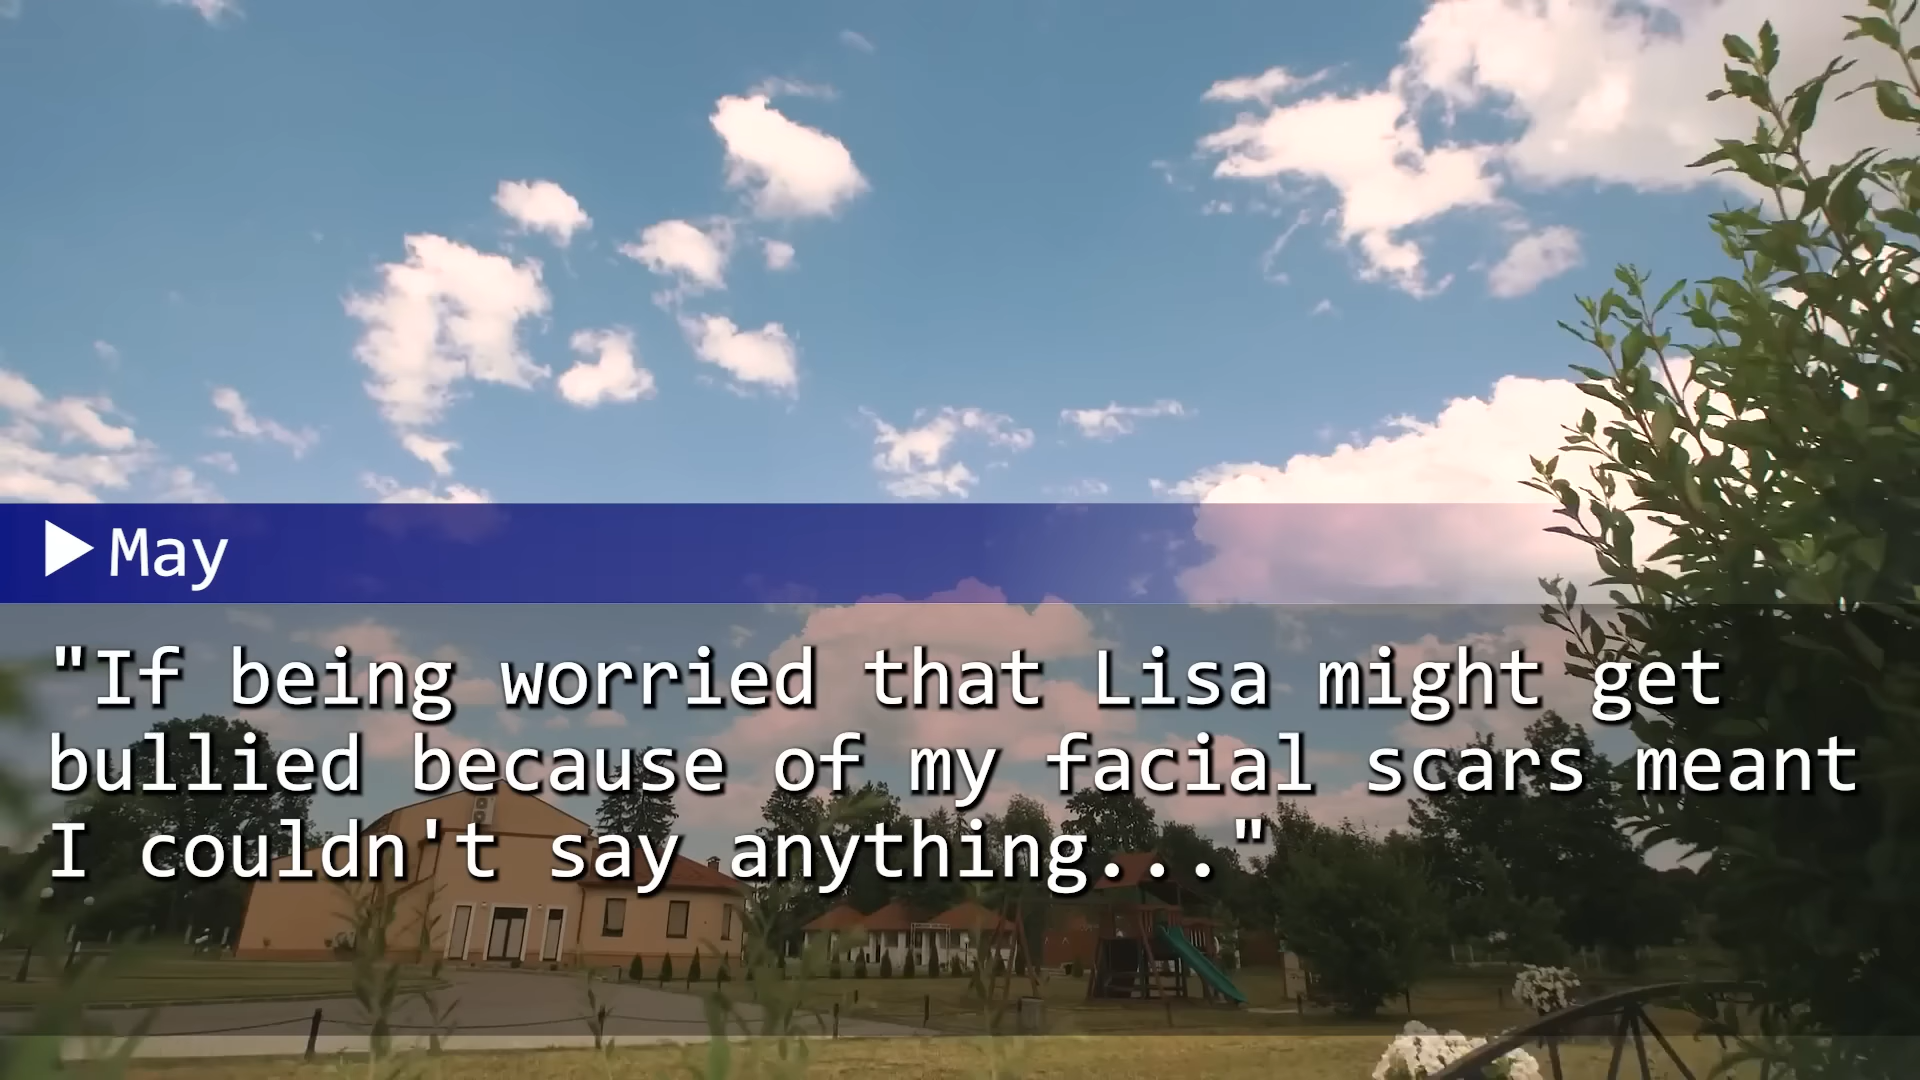 May
"If being worried that Lisa might get
bullied because of my facial scars meant
I couldn't say anything..."